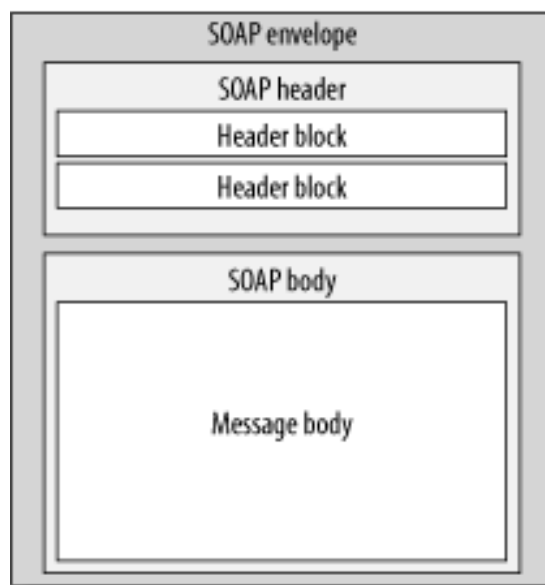 SOAP envelope
SOAP header
Header block
Header block
SOAP body
Message body